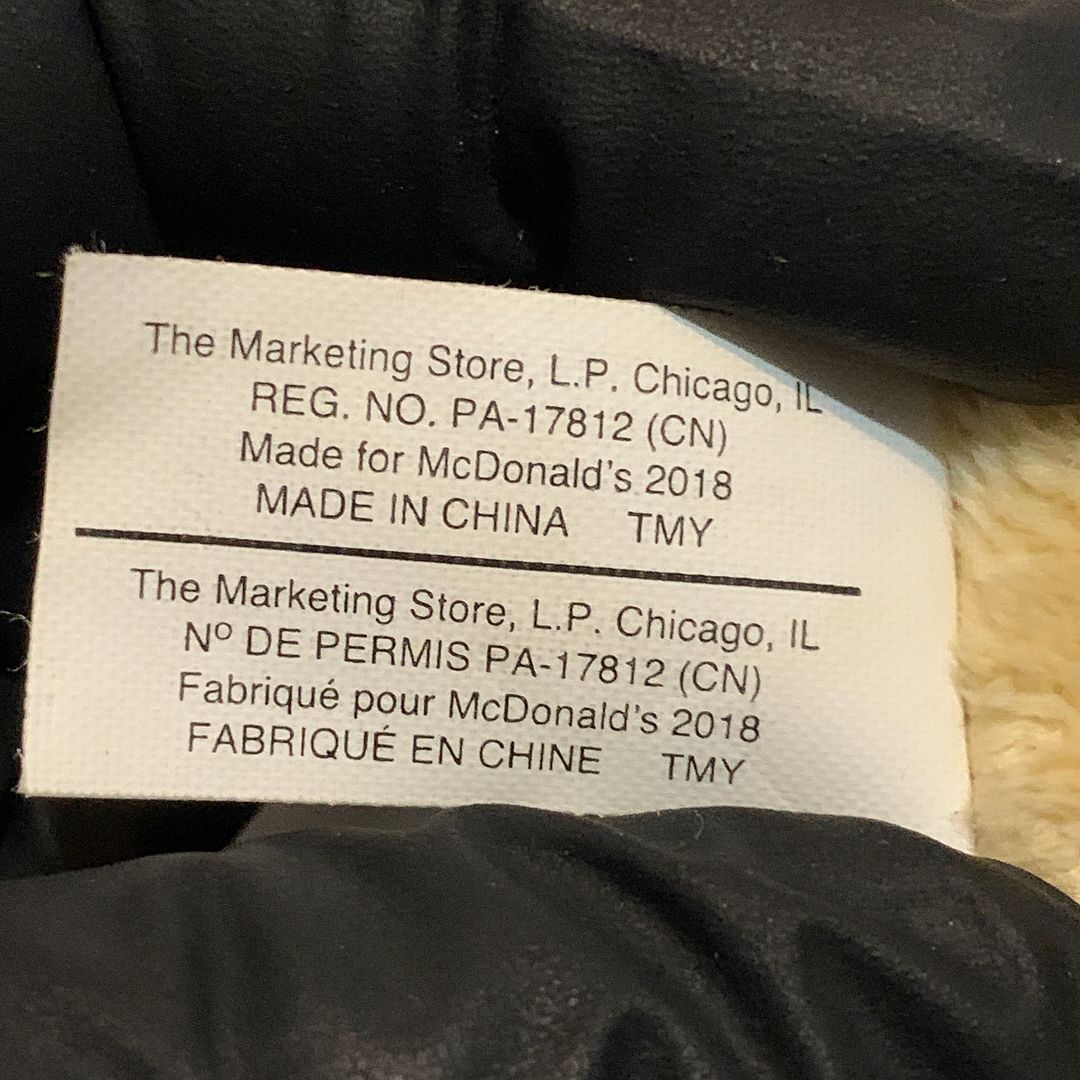 The Marketing Store, L.P. Chicago, IL
REG. NO. PA-17812 (CN)
Made for McDonald's 2018
MADE IN CHINA TMY
The Marketing Store, L.P. Chicago, IL
Nº DE PERMIS PA-17812 (CN)
Fabriqué pour McDonald's 2018
FABRIQUÉ EN CHINE TMY